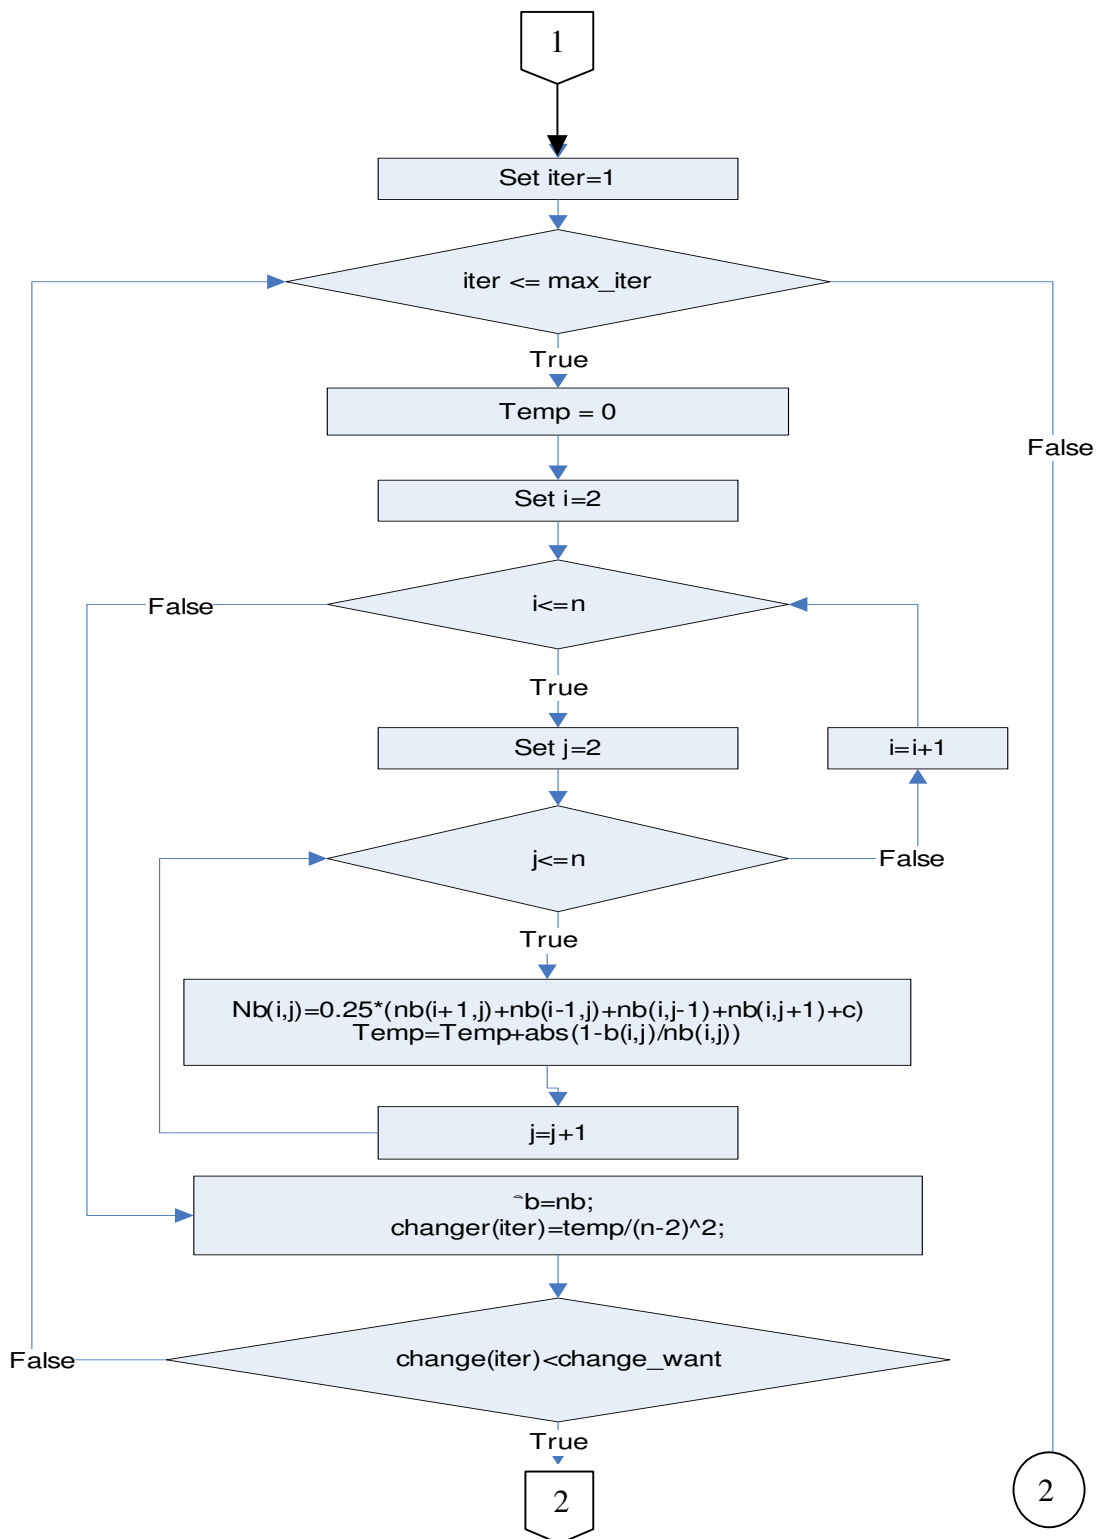 1
Set iter=1
iter <= max_iter
True
Temp = 0
False
Set i=2
i<=n
False
True
Set j=2
i=i+1
j<=n
False
True
Nb(i,j)=0.25*(nb(i+1,j)+nb(i-1,j)+nb(i,j-1)+nb(i,j+1)+c)
Temp=Temp+abs(1-b(i,j)/nb(i,j))
j=j+1
b=nb;
changer(iter)=temp/(n-2)^2;
change(iter)<change_want
False
True
2
2